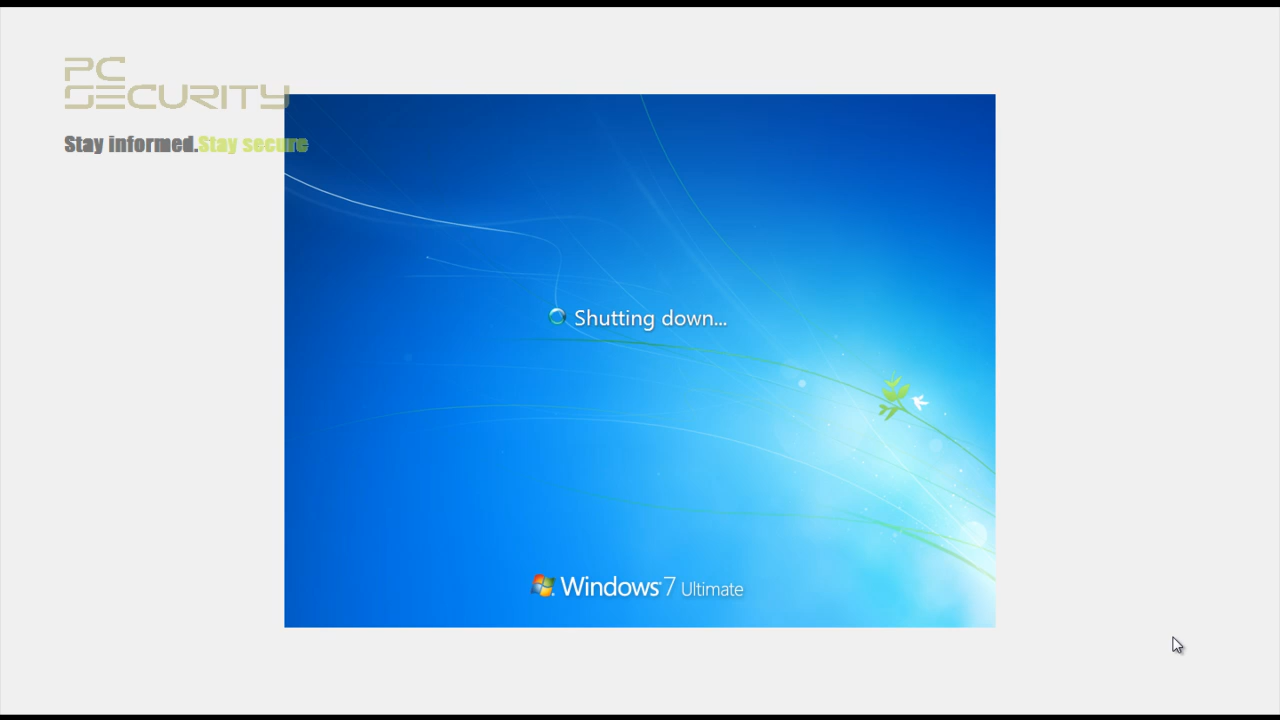 PC
SECURITY
Stay informed.Stay secure
Shutting down...
Windows 7 Ultimate